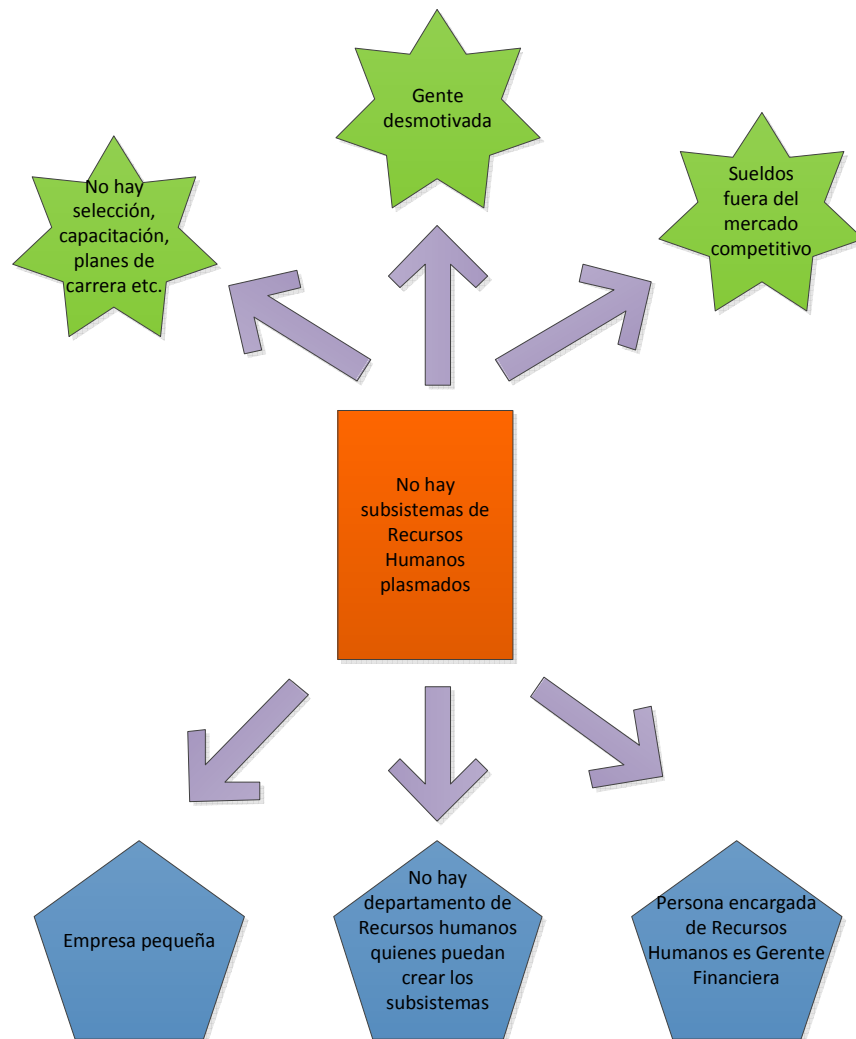 Gente
desmotivada
No hay
selección,
capacitación,
planes de
carrera etc.
Sueldos
fuera del
mercado
competitivo
No hay
subsistemas de
Recursos
Humanos
plasmados
Empresa pequeña
No hay
departamento de
Recursos humanos
quienes puedan
crear los
subsistemas
Persona encargada
de Recursos
Humanos es Gerente
Financiera